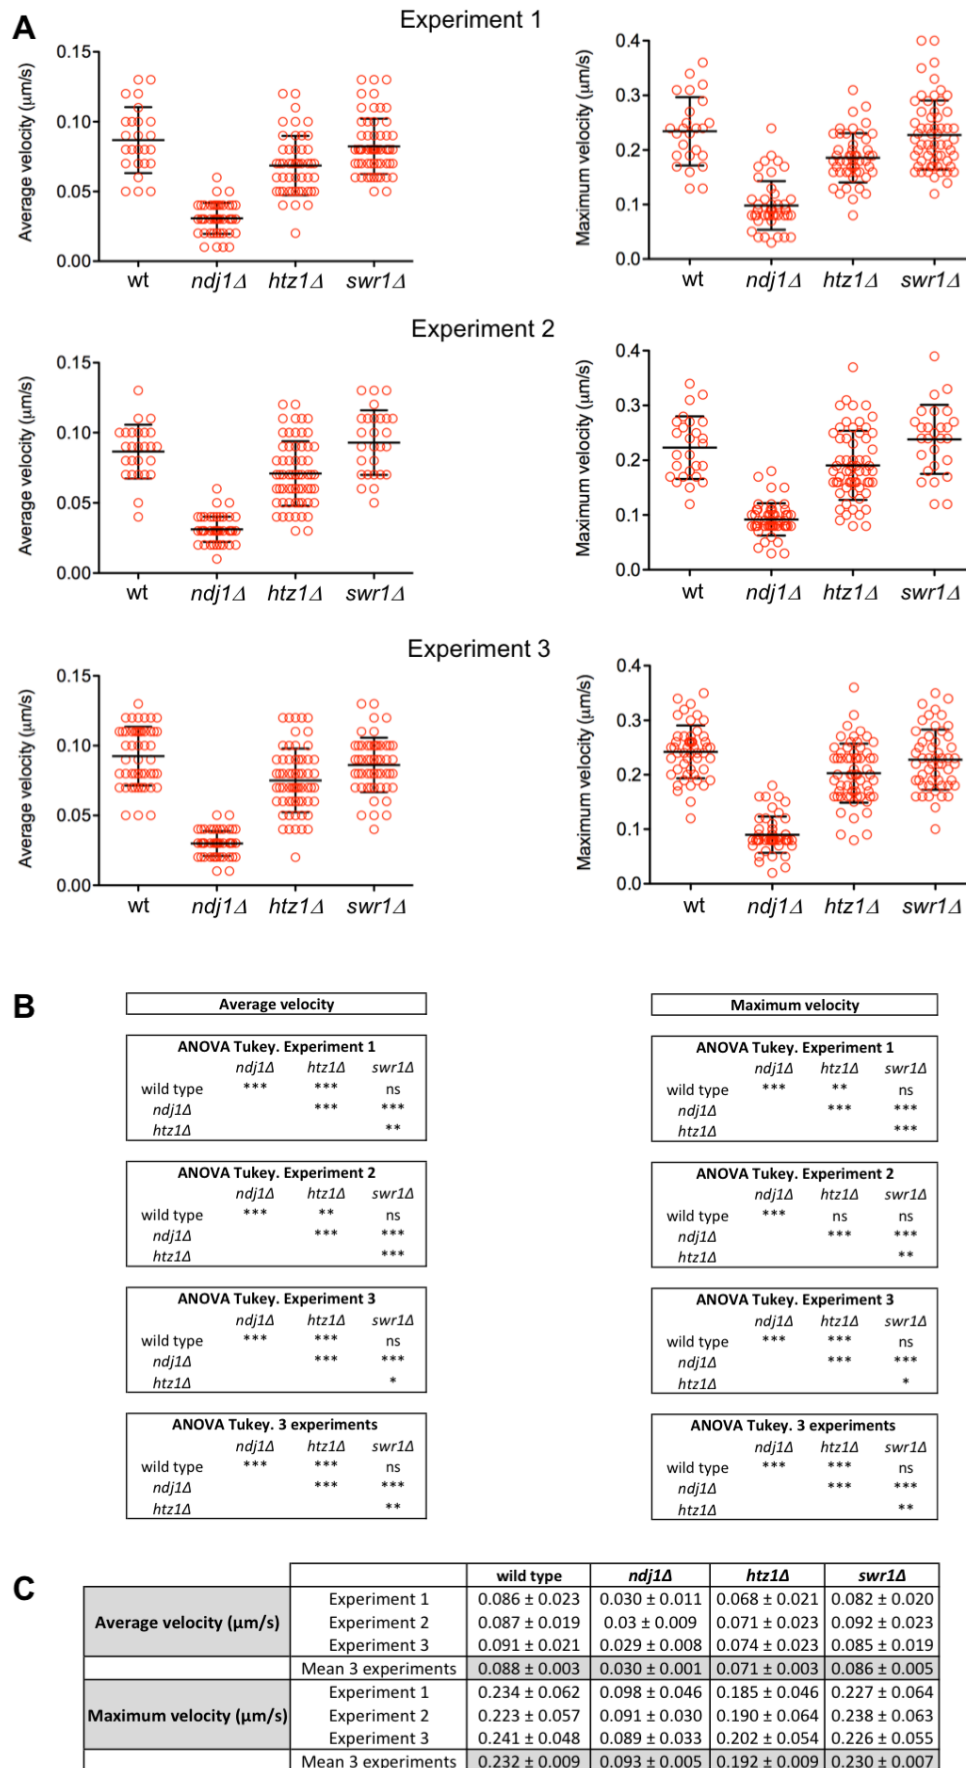 A
Experiment 1
Average velocity (μm/s)
0.15
0.10
0.05
0.00
wt ndj1Δ htz1Δ swr1Δ
Maximum velocity (μm/s)
0.4
0.3
0.2
0.1
0.0
wt ndj1Δ htz1Δ swr1Δ
Experiment 2
Average velocity (μm/s)
0.15
0.10
0.05
0.00
wt ndj1Δ htz1Δ swr1Δ
Maximum velocity (μm/s)
0.4
0.3
0.2
0.1
0.0
wt ndj1Δ htz1Δ swr1Δ
Experiment 3
Average velocity (μm/s)
0.15
0.10
0.05
0.00
wt ndj1Δ htz1Δ swr1Δ
Maximum velocity (μm/s)
0.4
0.3
0.2
0.1
0.0
wt ndj1Δ htz1Δ swr1Δ
B
Average velocity
ANOVA Tukey. Experiment 1
ndj1Δ htz1Δ swr1Δ
wild type *** *** ns
ndj1Δ *** ***
htz1Δ **
ANOVA Tukey. Experiment 2
ndj1Δ htz1Δ swr1Δ
wild type *** ** ns
ndj1Δ *** ***
htz1Δ ***
ANOVA Tukey. Experiment 3
ndj1Δ htz1Δ swr1Δ
wild type *** *** ns
ndj1Δ *** ***
htz1Δ *
ANOVA Tukey. 3 experiments
ndj1Δ htz1Δ swr1Δ
wild type *** *** ns
ndj1Δ *** ***
htz1Δ **
Maximum velocity
ANOVA Tukey. Experiment 1
ndj1Δ htz1Δ swr1Δ
wild type *** ** ns
ndj1Δ *** ***
htz1Δ ***
ANOVA Tukey. Experiment 2
ndj1Δ htz1Δ swr1Δ
wild type *** ns ns
ndj1Δ *** ***
htz1Δ **
ANOVA Tukey. Experiment 3
ndj1Δ htz1Δ swr1Δ
wild type *** *** ns
ndj1Δ *** ***
htz1Δ *
ANOVA Tukey. 3 experiments
ndj1Δ htz1Δ swr1Δ
wild type *** *** ns
ndj1Δ *** ***
htz1Δ **
C
wild type ndj1Δ htz1Δ swr1Δ
Experiment 1 0.086 ± 0.023 0.030 ± 0.011 0.068 ± 0.021 0.082 ± 0.020
Average velocity (μm/s) Experiment 2 0.087 ± 0.019 0.03 ± 0.009 0.071 ± 0.023 0.092 ± 0.023
Experiment 3 0.091 ± 0.021 0.029 ± 0.008 0.074 ± 0.023 0.085 ± 0.019
Mean 3 experiments 0.088 ± 0.003 0.030 ± 0.001 0.071 ± 0.003 0.086 ± 0.005
Experiment 1 0.234 ± 0.062 0.098 ± 0.046 0.185 ± 0.046 0.227 ± 0.064
Maximum velocity (μm/s) Experiment 2 0.223 ± 0.057 0.091 ± 0.030 0.190 ± 0.064 0.238 ± 0.063
Experiment 3 0.241 ± 0.048 0.089 ± 0.033 0.202 ± 0.054 0.226 ± 0.055
Mean 3 experiments 0.232 ± 0.009 0.093 ± 0.005 0.192 ± 0.009 0.230 ± 0.007